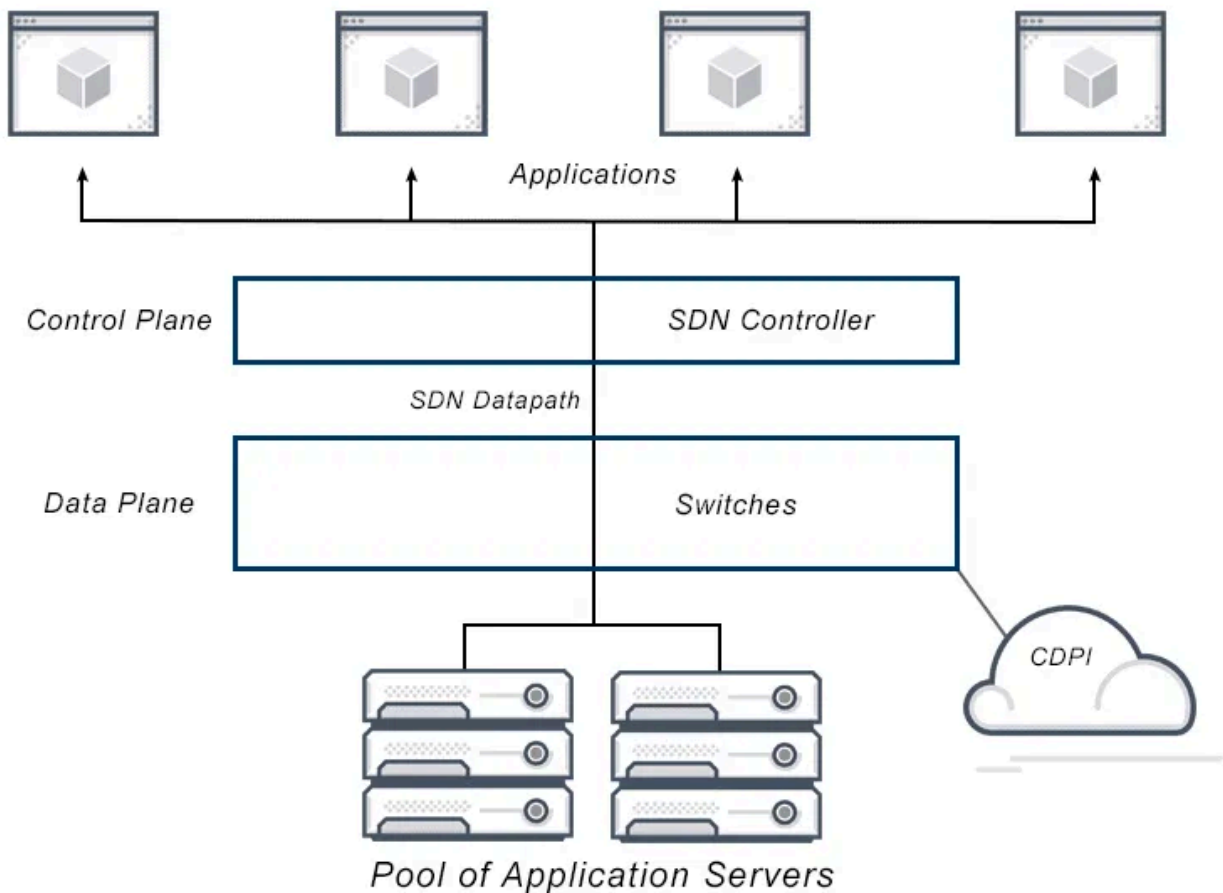 Applications
Control Plane
SDN Controller
SDN Datapath
Data Plane
Switches
CDPI
Pool of Application Servers